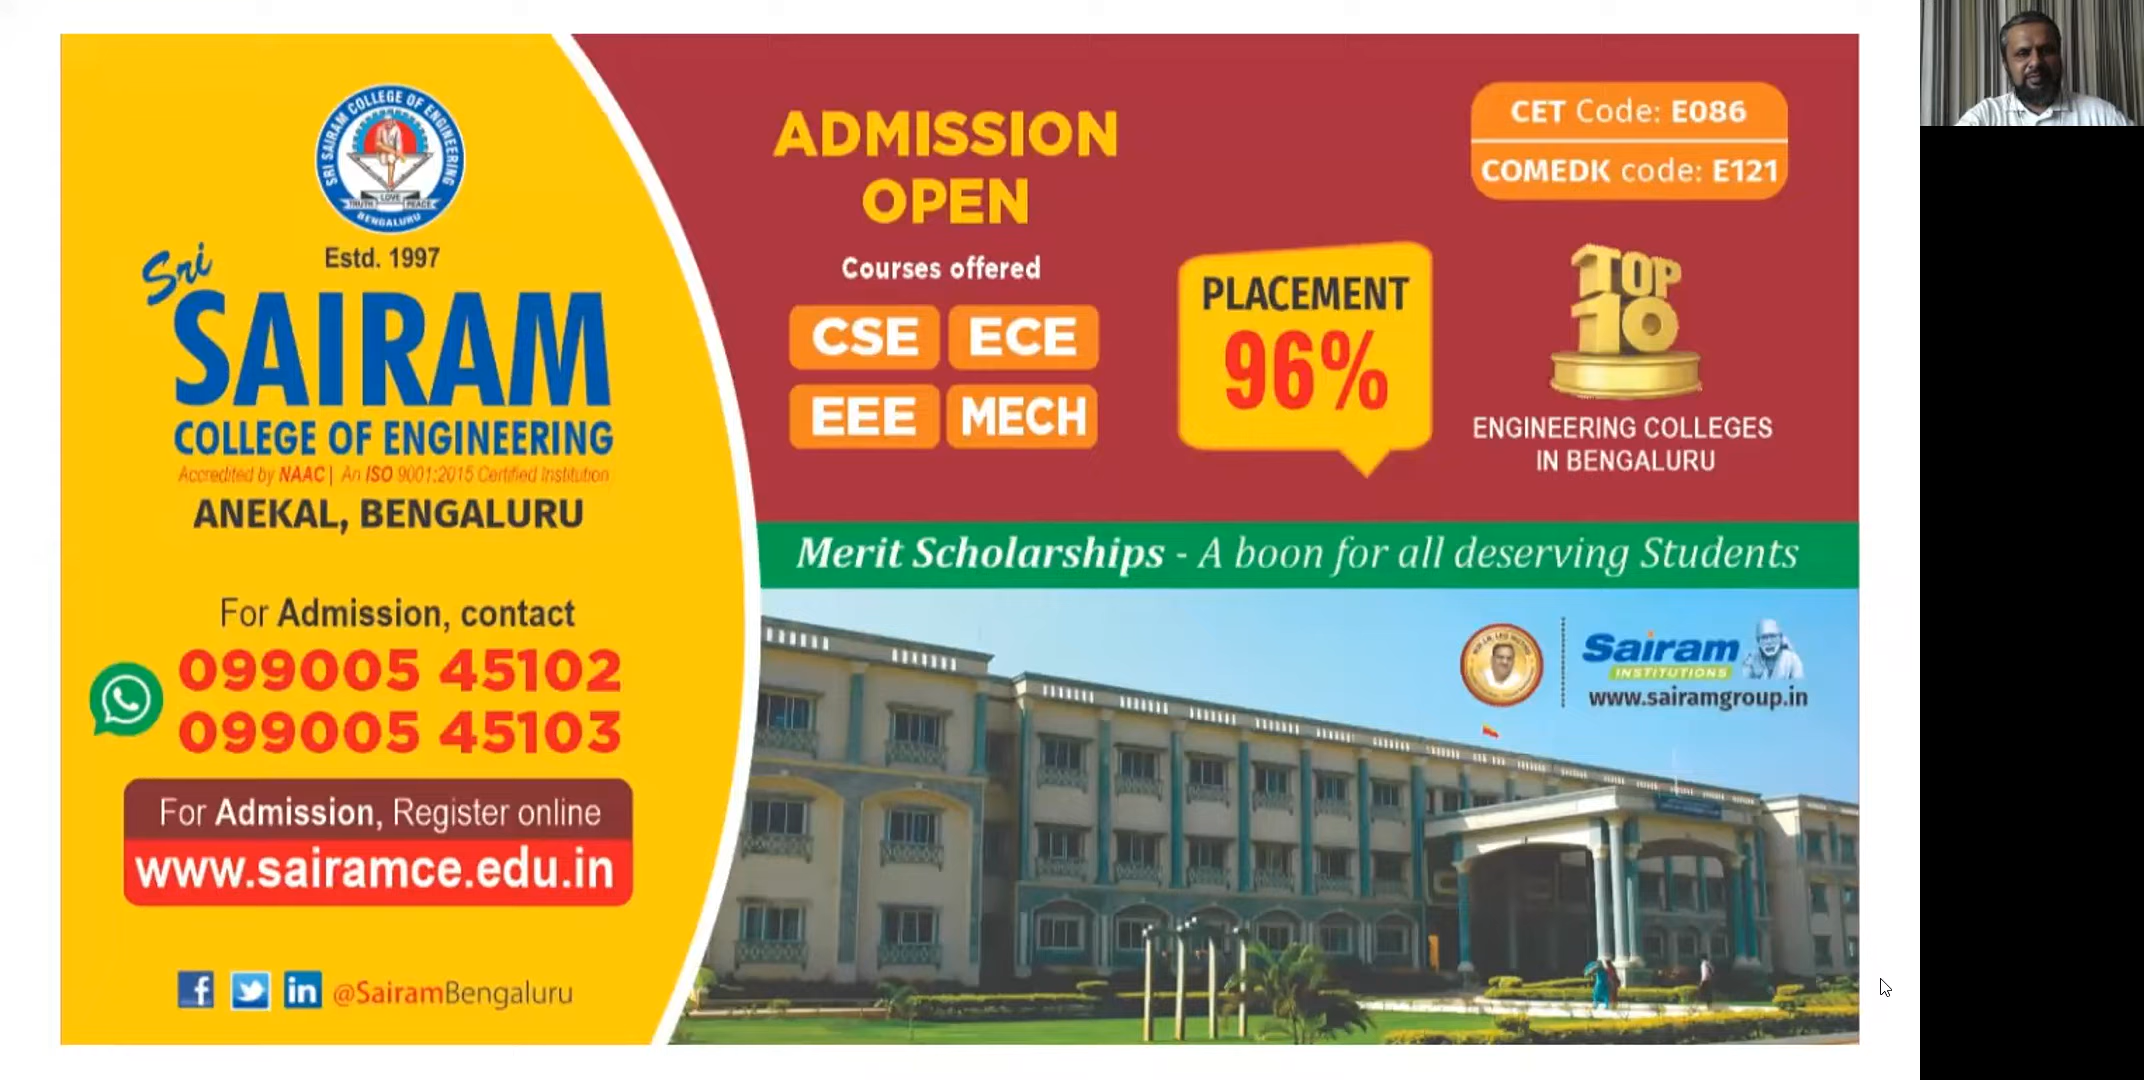 SRI SAIRAM COLLEGE OF ENGINEERING
TRUTH LOVE PEACE
BENGALURU
Estd. 1997
Sri
SAIRAM
COLLEGE OF ENGINEERING
Accredited by NAAC | An ISO 9001:2015 Certified Institution
ANEKAL, BENGALURU
For Admission, contact
099005 45102
099005 45103
For Admission, Register online
www.sairamce.edu.in
@SairamBengaluru
ADMISSION
OPEN
Courses offered
CSE ECE
EEE MECH
CET Code: E086
COMEDK code: E121
PLACEMENT
96%
TOP
10
ENGINEERING COLLEGES
IN BENGALURU
Merit Scholarships - A boon for all deserving Students
Sairam
INSTITUTIONS
www.sairamgroup.in